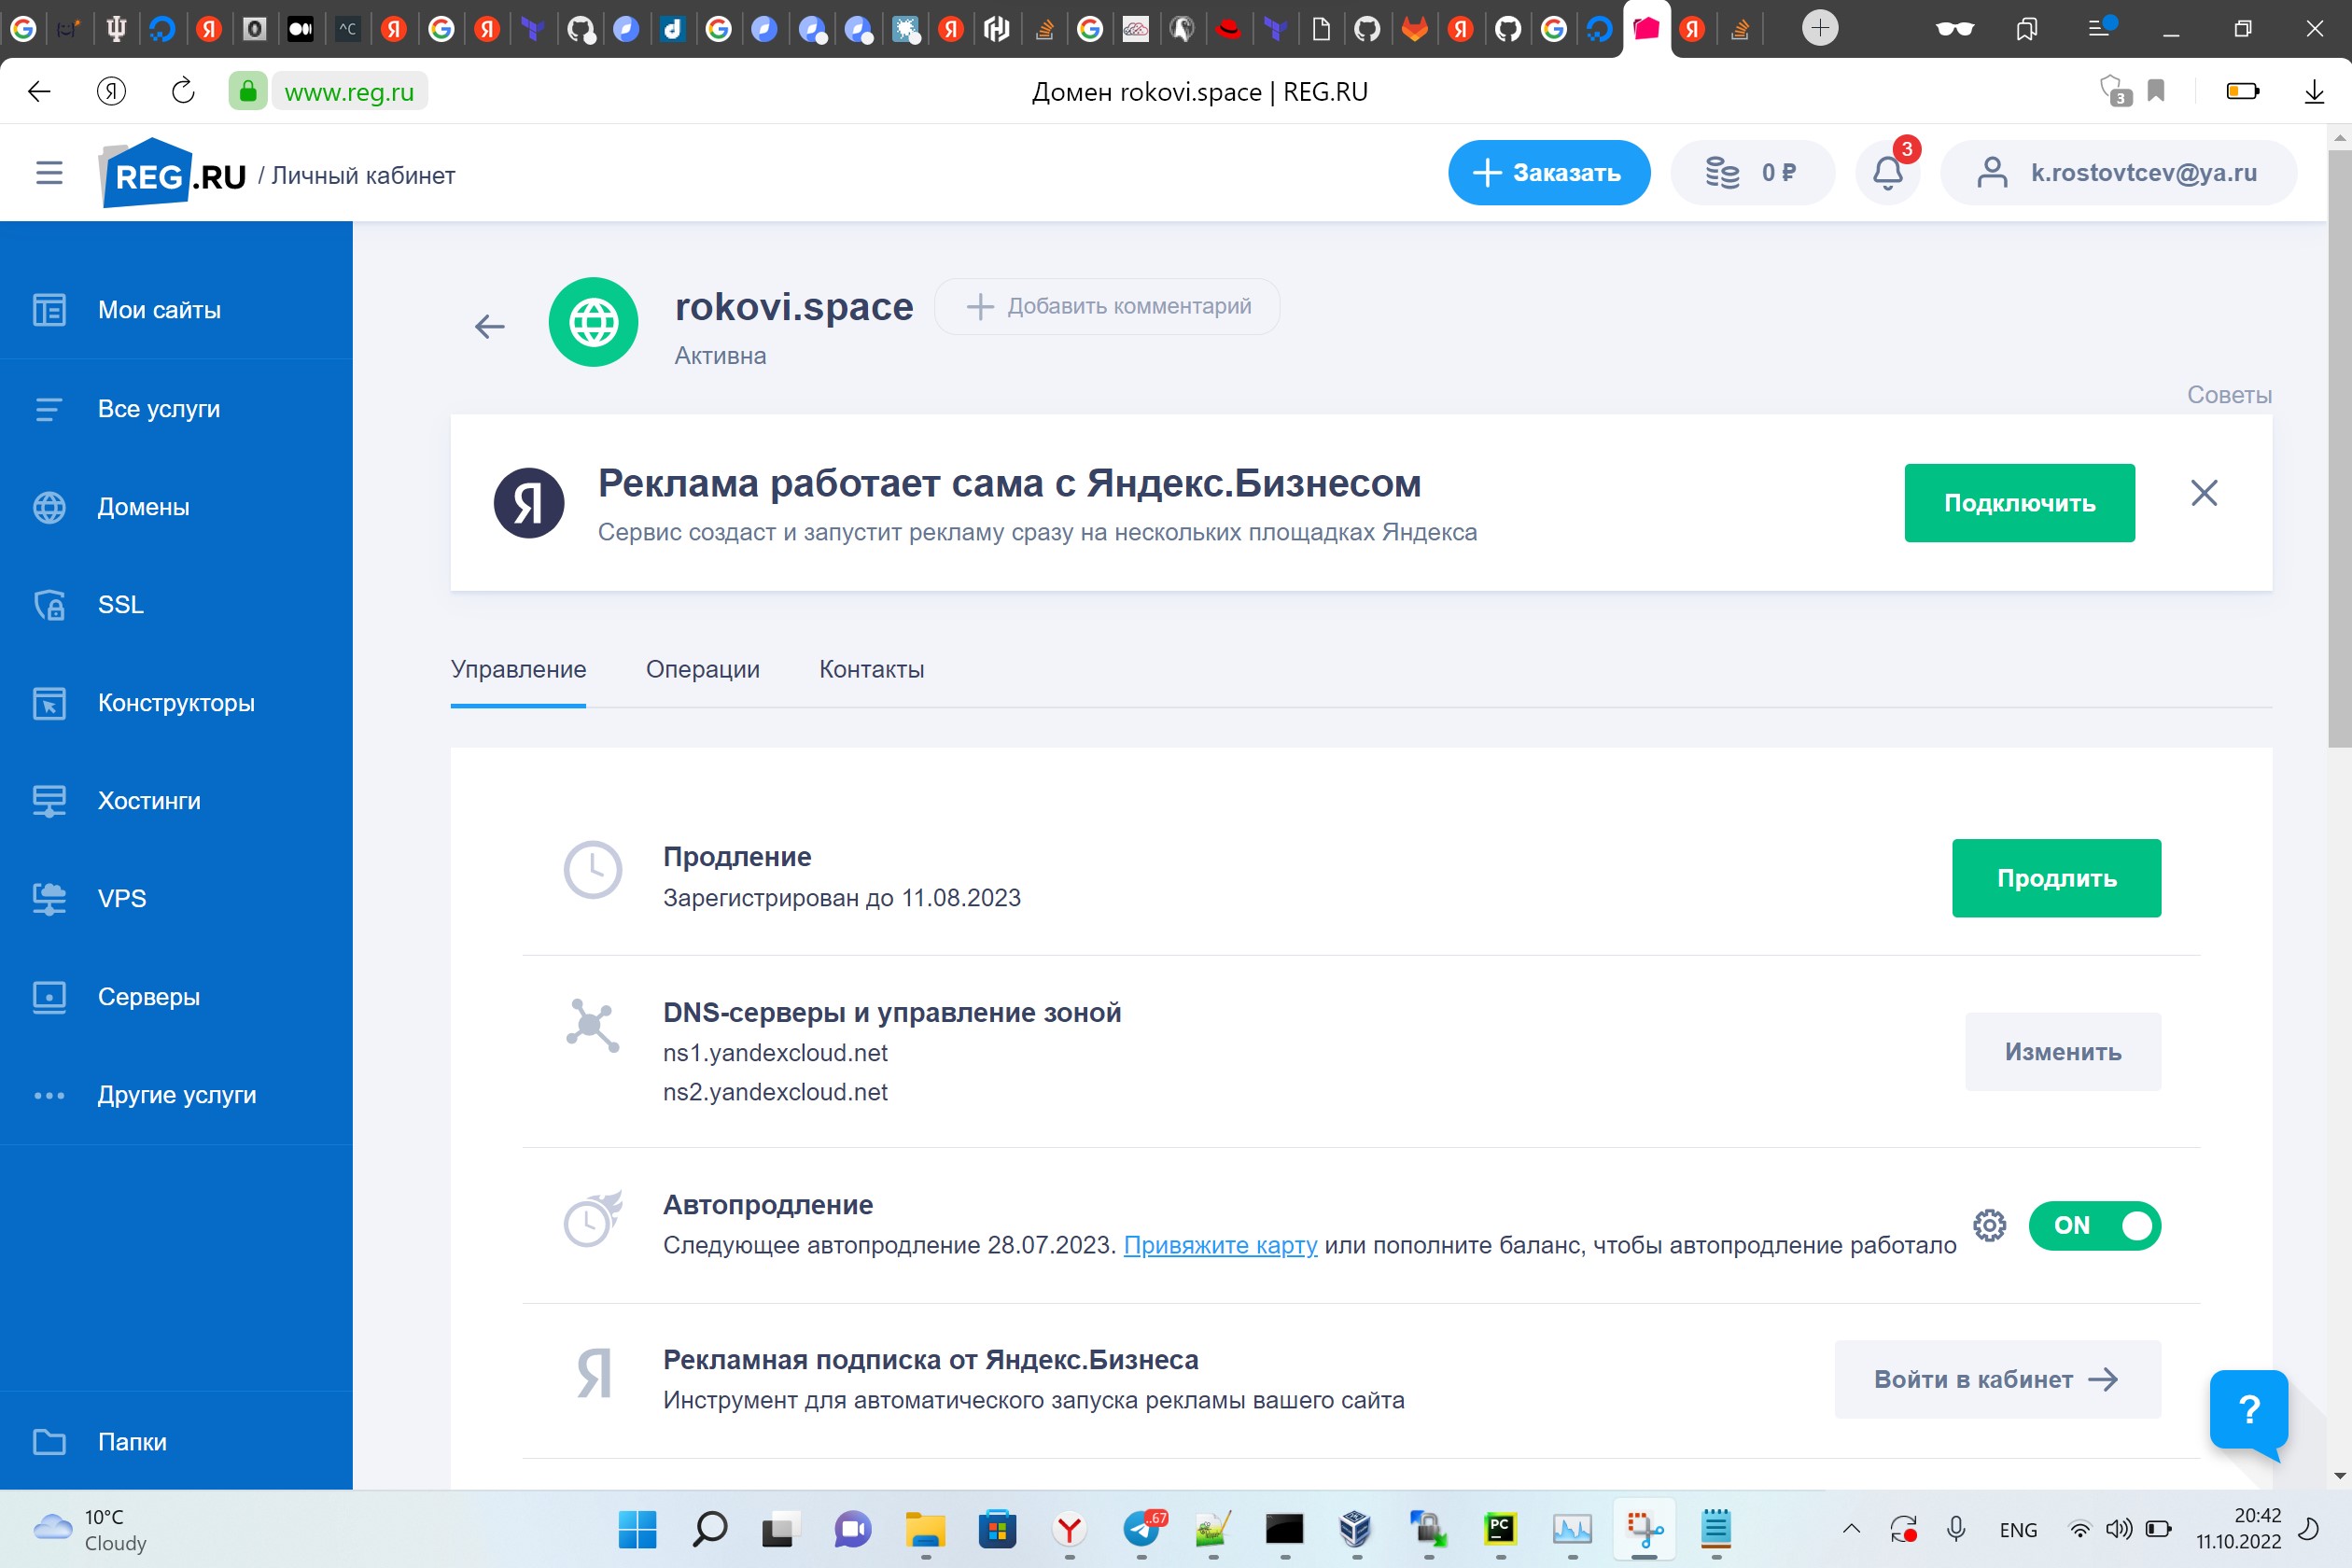 www.reg.ru
Домен rokovi.space | REG.RU
3
REG.RU / Личный кабинет
Заказать
0 ₽
3
k.rostovtcev@ya.ru
Мои сайты
Все услуги
Домены
SSL
Конструкторы
Хостинги
VPS
Серверы
Другие услуги
Папки
rokovi.space
Добавить комментарий
Активна
Советы
Реклама работает сама с Яндекс.Бизнесом
Сервис создаст и запустит рекламу сразу на нескольких площадках Яндекса
Подключить
Управление
Операции
Контакты
Продление
Зарегистрирован до 11.08.2023
Продлить
DNS-серверы и управление зоной
ns1.yandexcloud.net
ns2.yandexcloud.net
Изменить
Автопродление
Следующее автопродление 28.07.2023. Привяжите карту или пополните баланс, чтобы автопродление работало
ON
Рекламная подписка от Яндекс.Бизнеса
Инструмент для автоматического запуска рекламы вашего сайта
Войти в кабинет
?
10°C
Cloudy
..67
PC
ENG
20:42
11.10.2022